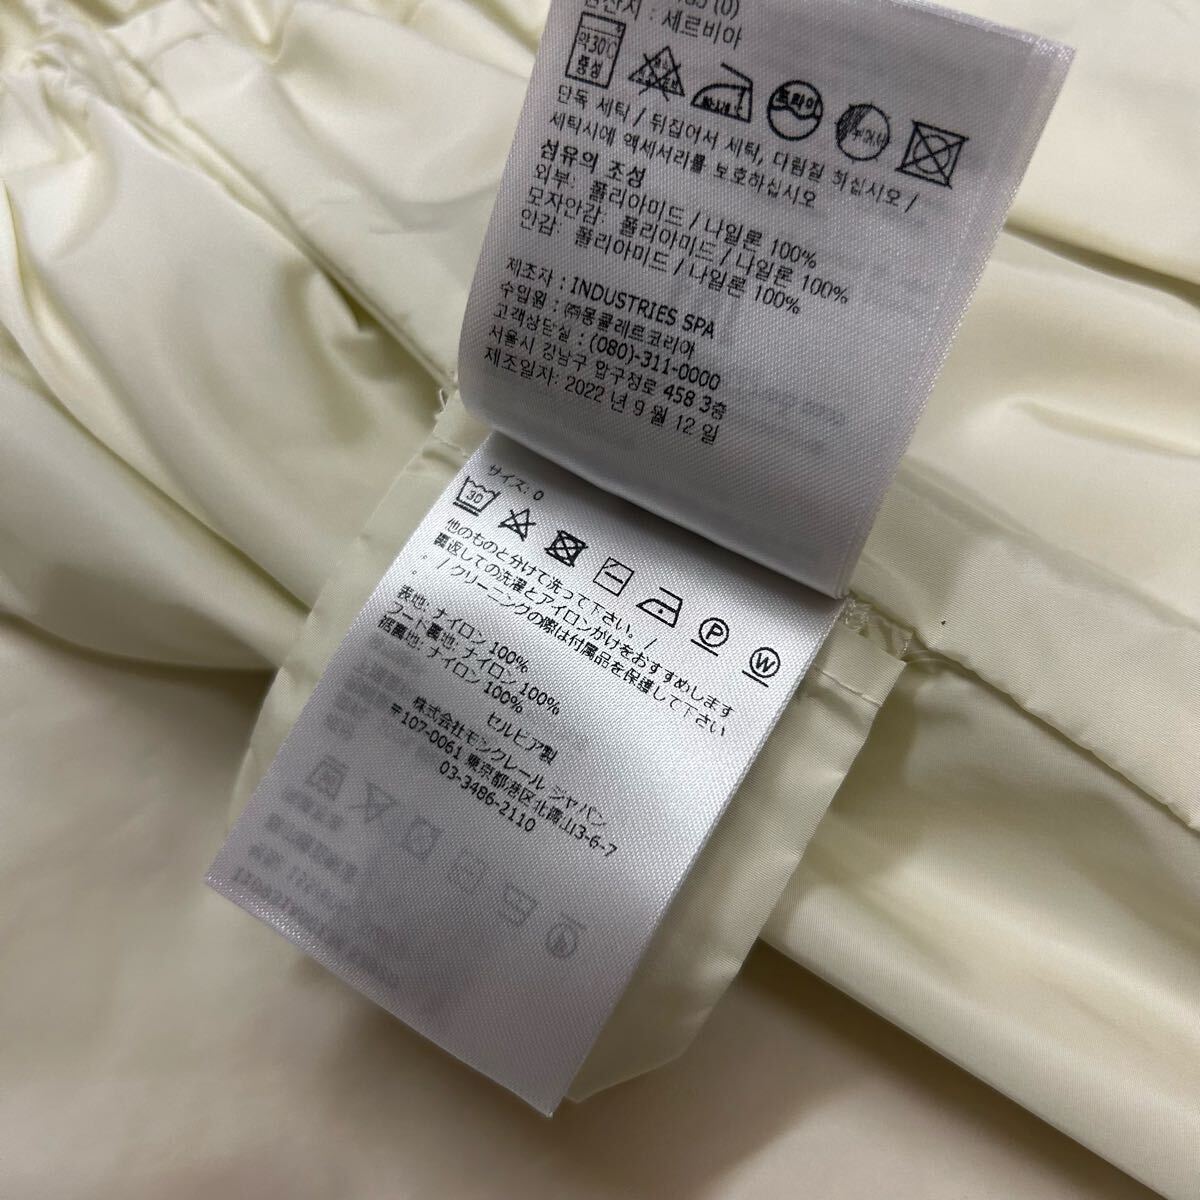 (0)
원산지 : 세르비아
약30℃
중성
드라이
단독 세탁 / 뒤집어서 세탁, 다림질 하십시오 /
세탁시에 액세서리를 보호하십시오
섬유의 조성
외부: 폴리아미드 / 나일론 100%
모자안감: 폴리아미드 / 나일론 100%
안감: 폴리아미드 / 나일론 100%
제조자 : INDUSTRIES SPA
수입원 : ㈜몽클레르코리아
고객상담실 : (080)-311-0000
서울시 강남구 압구정로 458 3층
제조일자: 2022 년 9 월 12 일
サイズ: 0
30
P
W
他のものと分けて洗って下さい。 /
裏返しての洗濯とアイロンがけをおすすめします
。 / クリーニングの際は付属品を保護して下さい
表地: ナイロン 100%
フード裏地: ナイロン 100%
裾裏地: ナイロン 100%
セルビア製
株式会社モンクレール ジャパン
〒107-0061 東京都港区北青山3-6-7
03-3486-2110